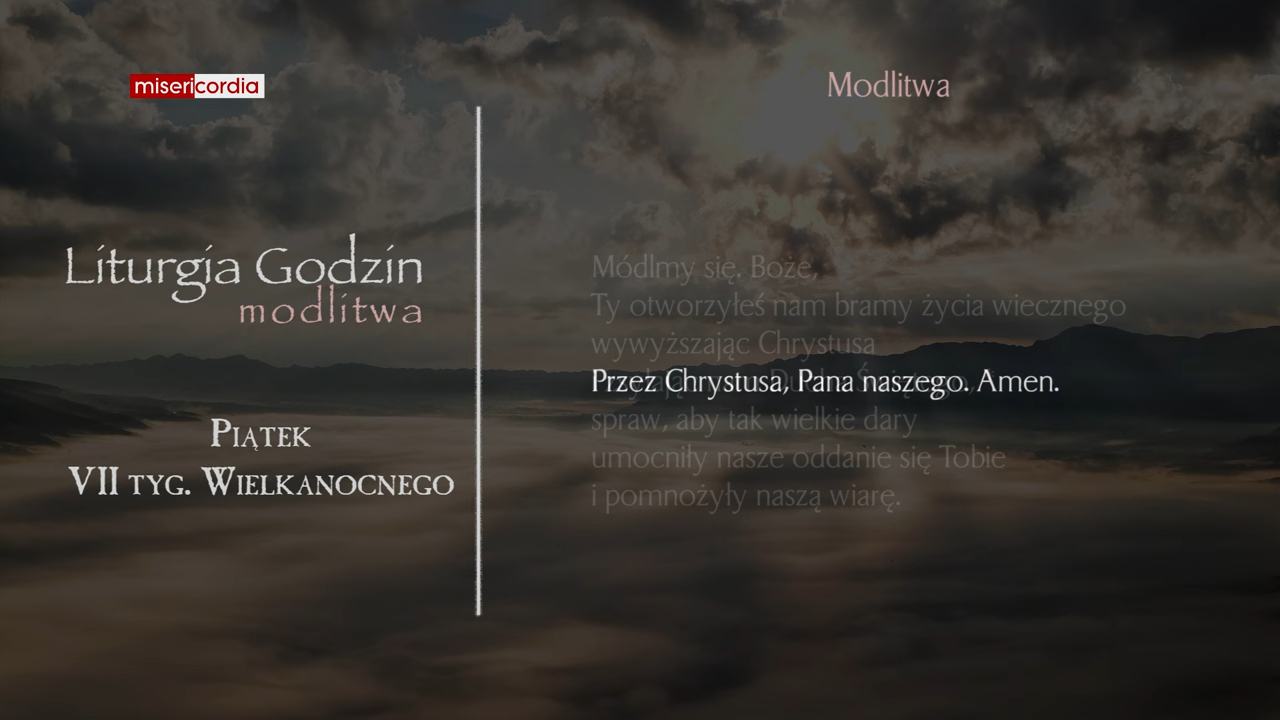 misericordia
Modlitwa
Liturgia Godzin
modlitwa
Piątek
VII tyg. Wielkanocnego
Módlmy się. Boże,
Ty otworzyłeś nam bramy życia wiecznego
wywyższając Chrystusa
Przez Chrystusa, Pana naszego. Amen.
spraw, aby tak wielkie dary
umocniły nasze oddanie się Tobie
i pomnożyły naszą wiarę.